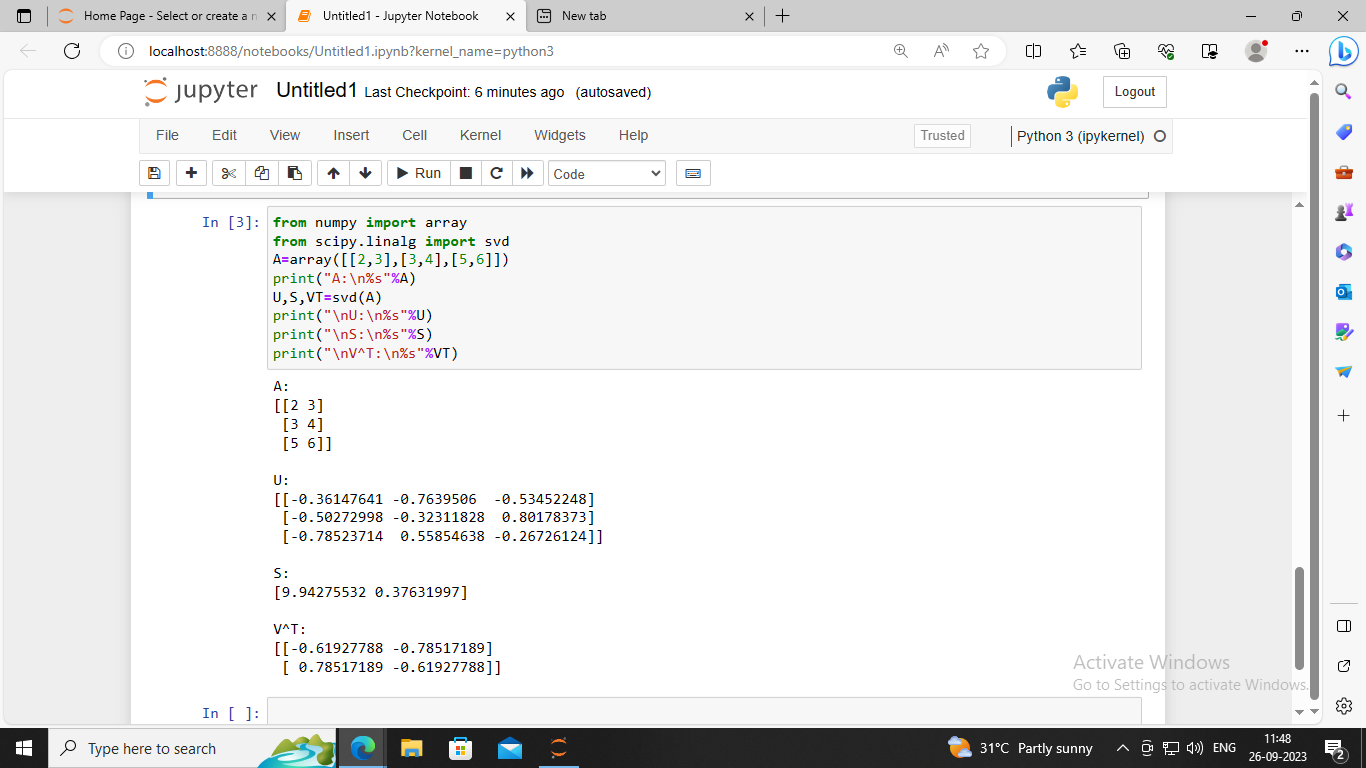 Home Page - Select or create a n
Untitled1 - Jupyter Notebook
New tab
localhost:8888/notebooks/Untitled1.ipynb?kernel_name=python3
jupyter Untitled1 Last Checkpoint: 6 minutes ago (autosaved)
Logout
File Edit View Insert Cell Kernel Widgets Help
Trusted
Python 3 (ipykernel)
Run
Code
In [3]: from numpy import array
from scipy.linalg import svd
A=array([[2,3],[3,4],[5,6]])
print("A:\n%s"%A)
U,S,VT=svd(A)
print("\nU:\n%s"%U)
print("\nS:\n%s"%S)
print("\nV^T:\n%s"%VT)
A:
[[2 3]
 [3 4]
 [5 6]]
U:
[[-0.36147641 -0.7639506  -0.53452248]
 [-0.50272998 -0.32311828  0.80178373]
 [-0.78523714  0.55854638 -0.26726124]]
S:
[9.94275532 0.37631997]
V^T:
[[-0.61927788 -0.78517189]
 [ 0.78517189 -0.61927788]]
Activate Windows
Go to Settings to activate Windows.
In [ ]:
Type here to search
31°C Partly sunny
ENG
11:48
26-09-2023
2